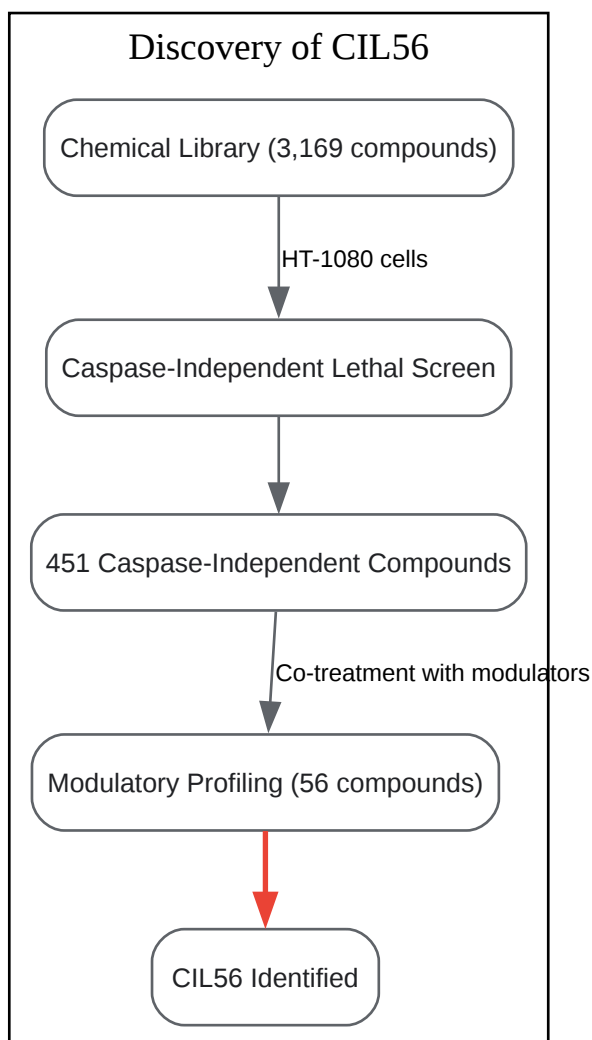 Discovery of CIL56
Chemical Library (3,169 compounds)
HT-1080 cells
Caspase-Independent Lethal Screen
451 Caspase-Independent Compounds
Co-treatment with modulators
Modulatory Profiling (56 compounds)
CIL56 Identified